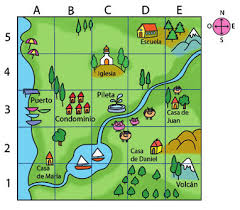 A B C D E
N
O E
S
5
Escuela
4
Iglesia
3
Puerto
Pileta
Condominio
Casa
de
Juan
2
Casa
de Daniel
Casa
de María
1
Volcán